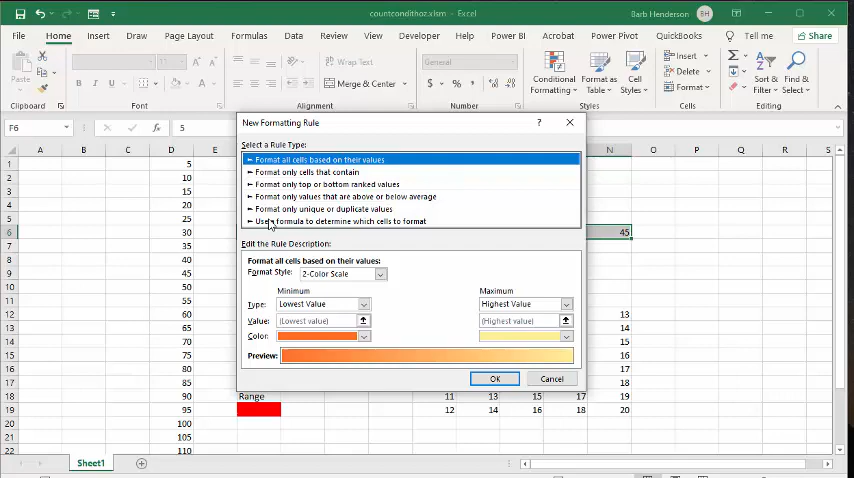 countcondithoz.xlsm - Excel
Barb Henderson BH
File Home Insert Draw Page Layout Formulas Data Review View Developer Power BI Acrobat Power Pivot QuickBooks Tell me Share
Paste
B I U
Wrap Text
Merge & Center
General
$ % ,
Conditional Formatting
Format as Table
Cell Styles
Insert
Delete
Format
Sort & Filter
Find & Select
Clipboard Font Alignment Number Styles Cells Editing
F6 fx 5
A B C D E N O P Q R S
1 5
2 10
3 15
4 20
5 25
6 30 45
7 35
8 40
9 45
10 50
11 55
12 60 13
13 65 14
14 70 15
15 75 16
16 80 17
17 85 18
18 90 Range 11 13 15 17 19
19 95 12 14 16 18 20
20 100
21 105
22 110
Sheet1
New Formatting Rule ? ×
Select a Rule Type:
► Format all cells based on their values
► Format only cells that contain
► Format only top or bottom ranked values
► Format only values that are above or below average
► Format only unique or duplicate values
► Use a formula to determine which cells to format
Edit the Rule Description:
Format all cells based on their values:
Format Style: 2-Color Scale
Minimum Maximum
Type: Lowest Value Highest Value
Value: (Lowest value) (Highest value)
Color:
Preview:
OK Cancel